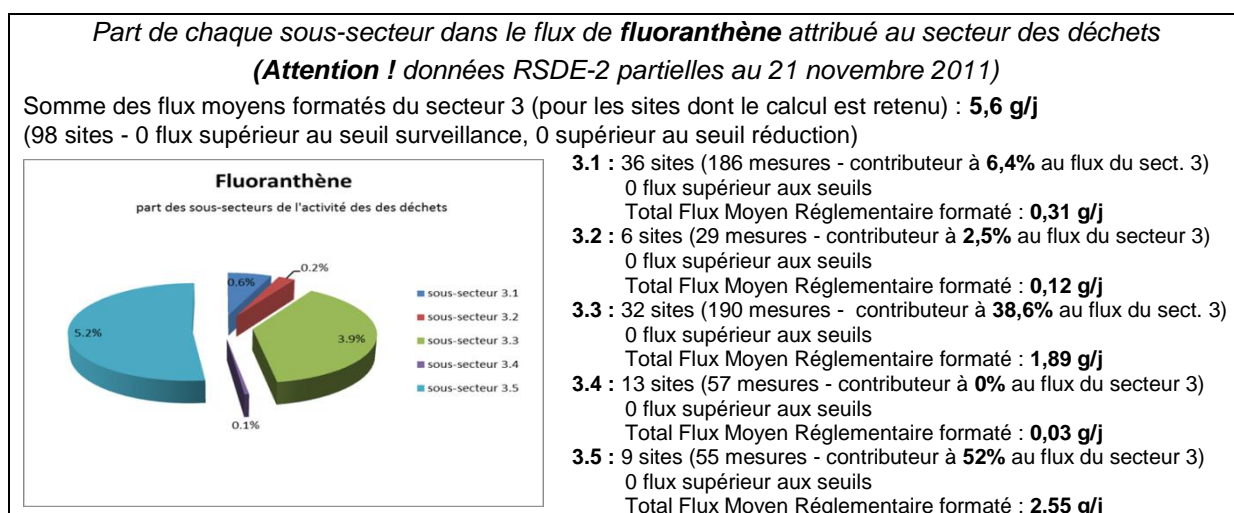 Part de chaque sous-secteur dans le flux de fluoranthène attribué au secteur des déchets
(Attention ! données RSDE-2 partielles au 21 novembre 2011)
Somme des flux moyens formatés du secteur 3 (pour les sites dont le calcul est retenu) : 5,6 g/j
(98 sites - 0 flux supérieur au seuil surveillance, 0 supérieur au seuil réduction)
Fluoranthène
part des sous-secteurs de l'activité des des déchets
0.6%
0.2%
3.9%
0.1%
5.2%
sous-secteur 3.1
sous-secteur 3.2
sous-secteur 3.3
sous-secteur 3.4
sous-secteur 3.5
3.1 : 36 sites (186 mesures - contributeur à 6,4% au flux du sect. 3)
0 flux supérieur aux seuils
Total Flux Moyen Réglementaire formaté : 0,31 g/j
3.2 : 6 sites (29 mesures - contributeur à 2,5% au flux du secteur 3)
0 flux supérieur aux seuils
Total Flux Moyen Réglementaire formaté : 0,12 g/j
3.3 : 32 sites (190 mesures - contributeur à 38,6% au flux du sect. 3)
0 flux supérieur aux seuils
Total Flux Moyen Réglementaire formaté : 1,89 g/j
3.4 : 13 sites (57 mesures - contributeur à 0% au flux du secteur 3)
0 flux supérieur aux seuils
Total Flux Moyen Réglementaire formaté : 0,03 g/j
3.5 : 9 sites (55 mesures - contributeur à 52% au flux du secteur 3)
0 flux supérieur aux seuils
Total Flux Moyen Réglementaire formaté : 2,55 g/j